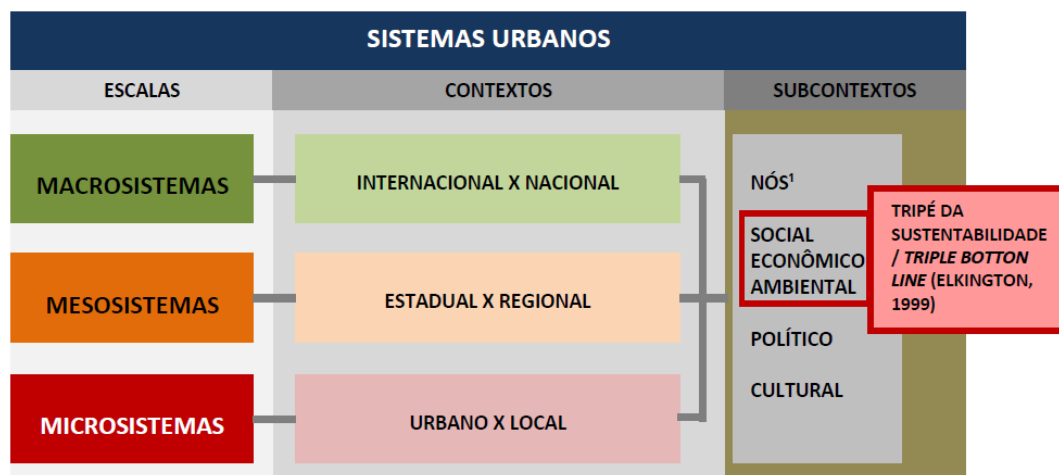 SISTEMAS URBANOS
ESCALAS
CONTEXTOS
SUBCONTEXTOS
MACROSISTEMAS
INTERNACIONAL X NACIONAL
MESOSISTEMAS
ESTADUAL X REGIONAL
MICROSISTEMAS
URBANO X LOCAL
NÓS¹
SOCIAL
ECONÔMICO
AMBIENTAL
POLÍTICO
CULTURAL
TRIPÉ DA
SUSTENTABILIDADE
/ TRIPLE BOTTON
LINE (ELKINGTON,
1999)